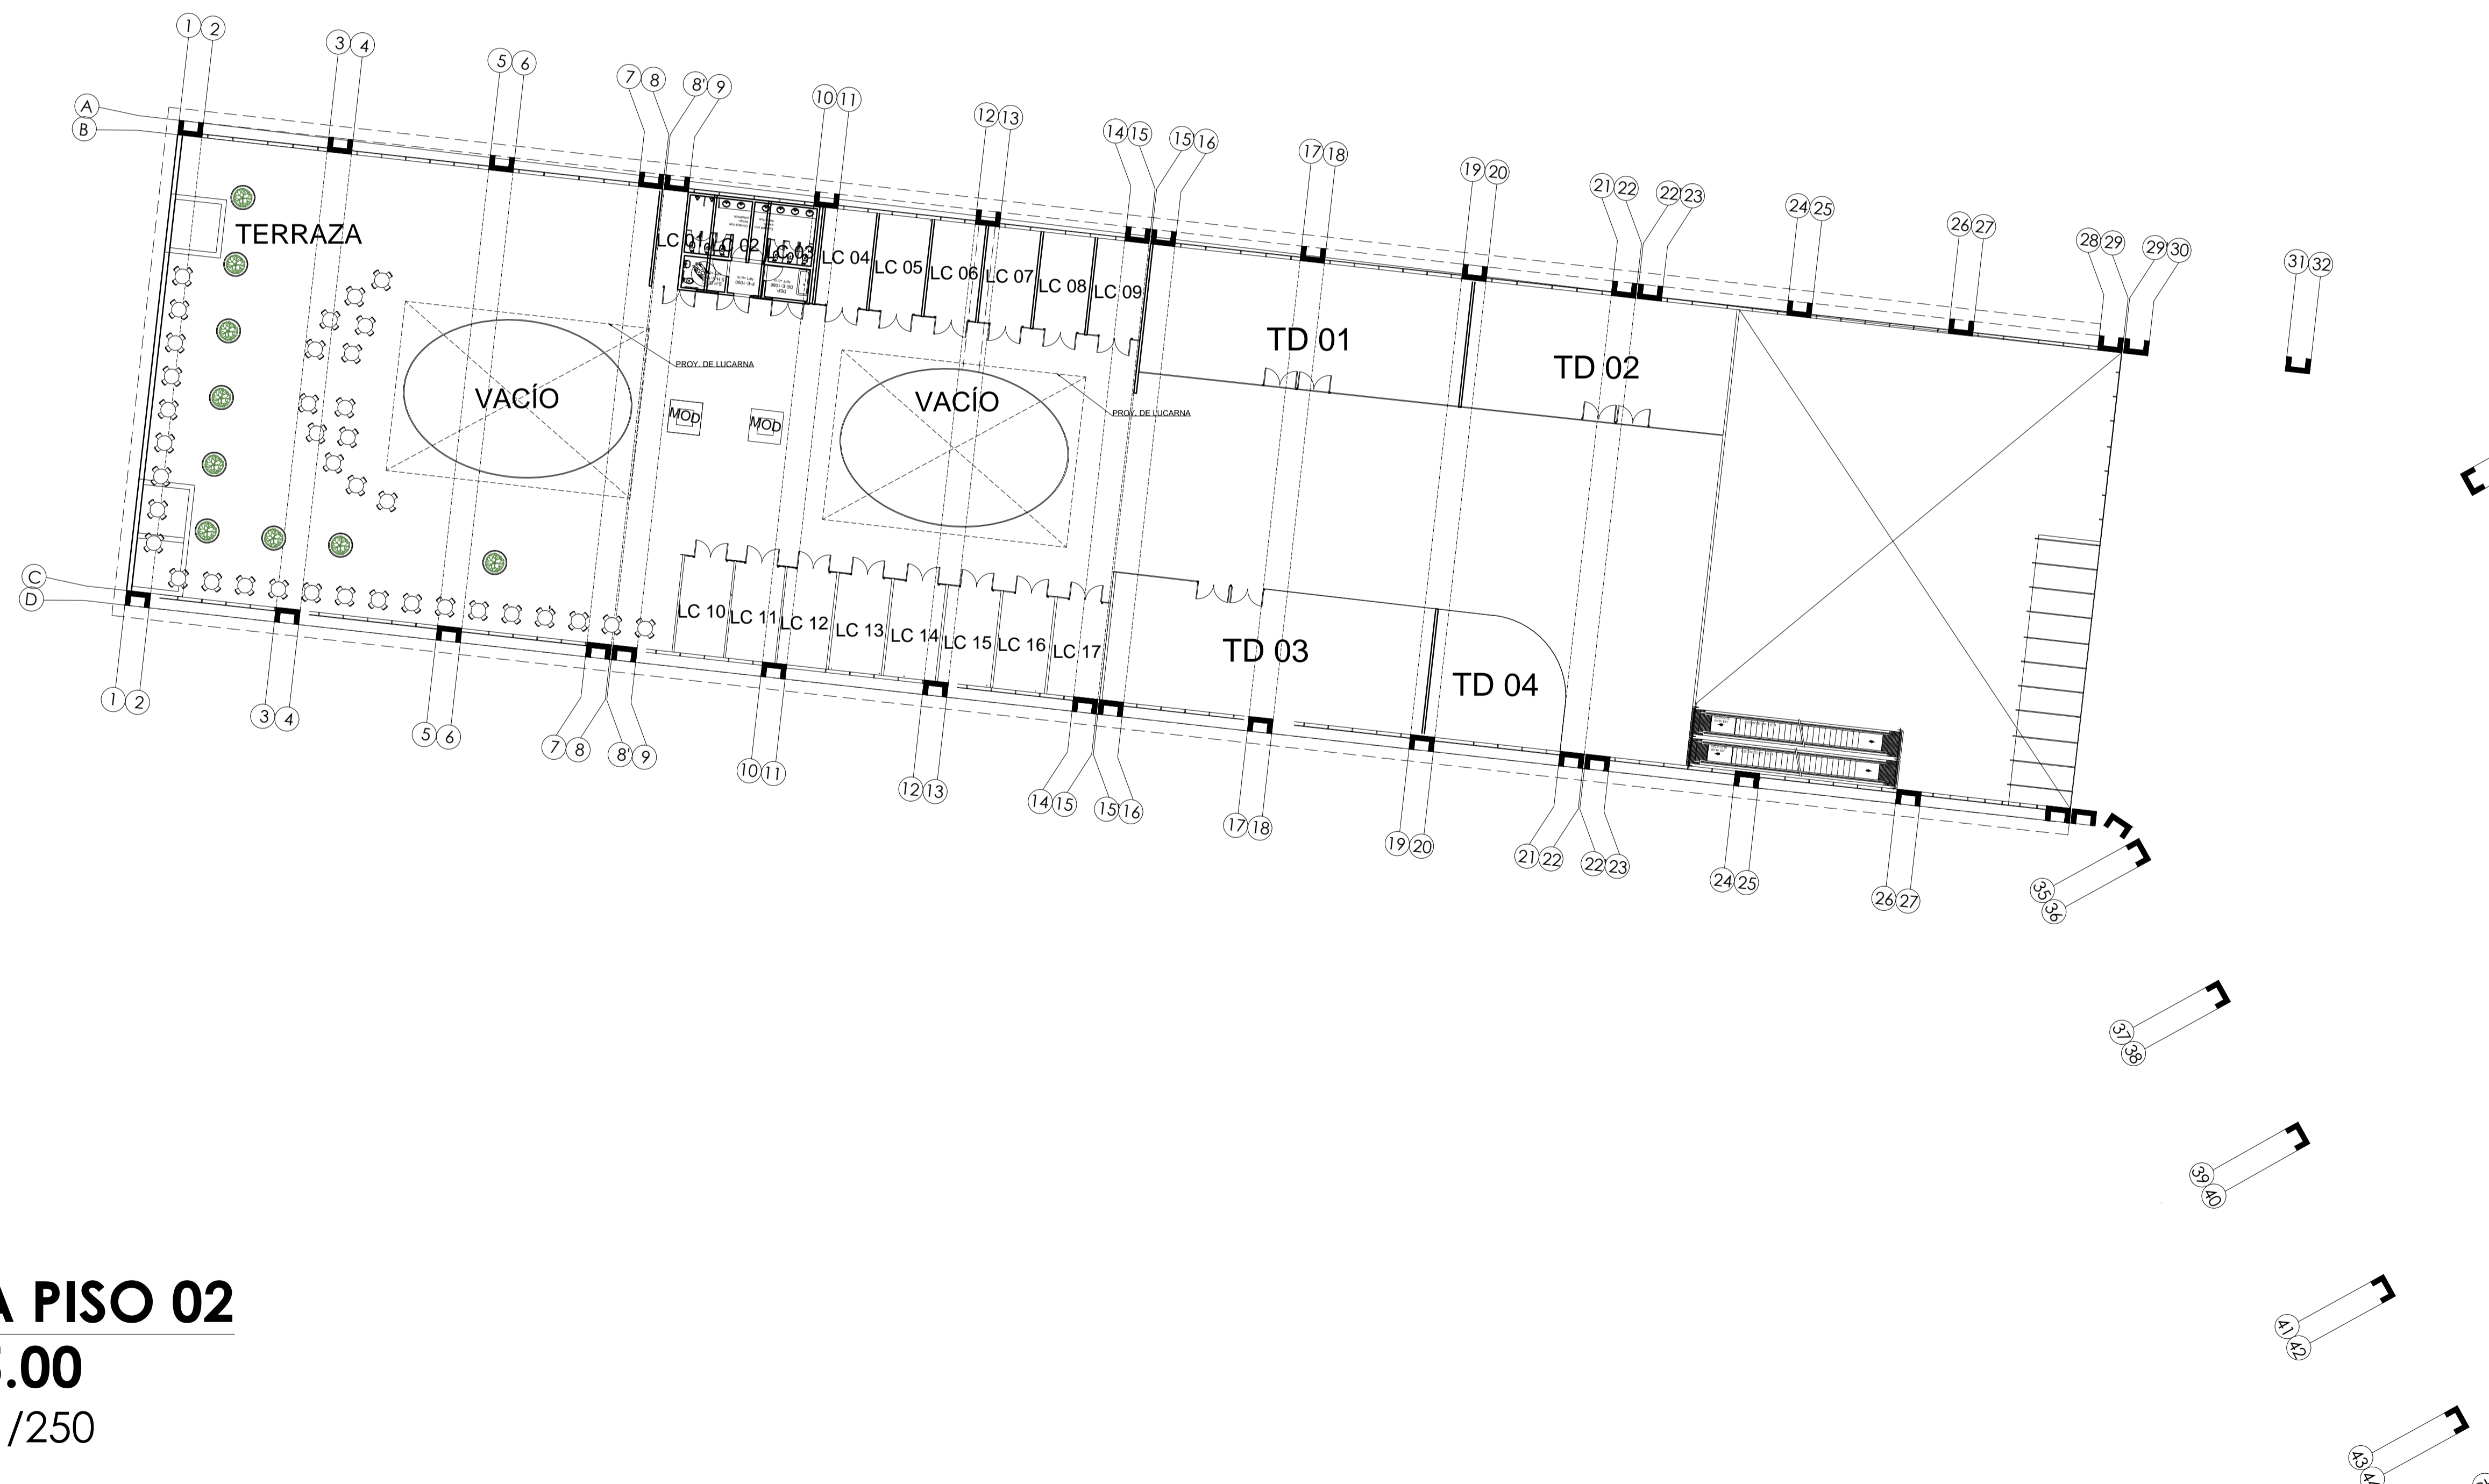 1 2 3 4 5 6 7 8 8' 9 10 11 12 13 14 15 15' 16 17 18 19 20 21 22 22' 23 24 25 26 27 28 29 29' 30 31 32
A
B
TERRAZA
LC 01
LC 02
LC 03
LC 04
LC 05
LC 06
LC 07
LC 08
LC 09
TD 01
TD 02
PROY. DE LUCARNA
VACÍO
MOD
MOD
VACÍO
PROY. DE LUCARNA
C
D
LC 10
LC 11
LC 12
LC 13
LC 14
LC 15
LC 16
LC 17
TD 03
TD 04
1 2 3 4 5 6 7 8 8' 9 10 11 12 13 14 15 15' 16 17 18 19 20 21 22 22' 23 24 25 26 27
35
36
37
38
39
40
41
42
43
A PISO 02
.00
/250